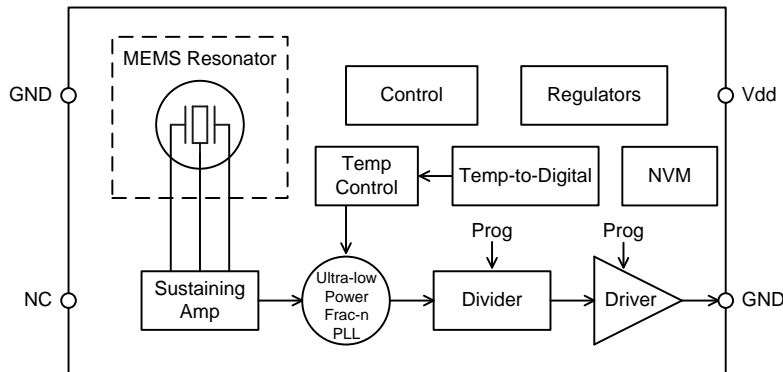 MEMS Resonator
GND
Control
Regulators
Vdd
Temp
Control
Temp-to-Digital
NVM
Prog
Prog
NC
Sustaining
Amp
Ultra-low
Power
Frac-n
PLL
Divider
Driver
GND